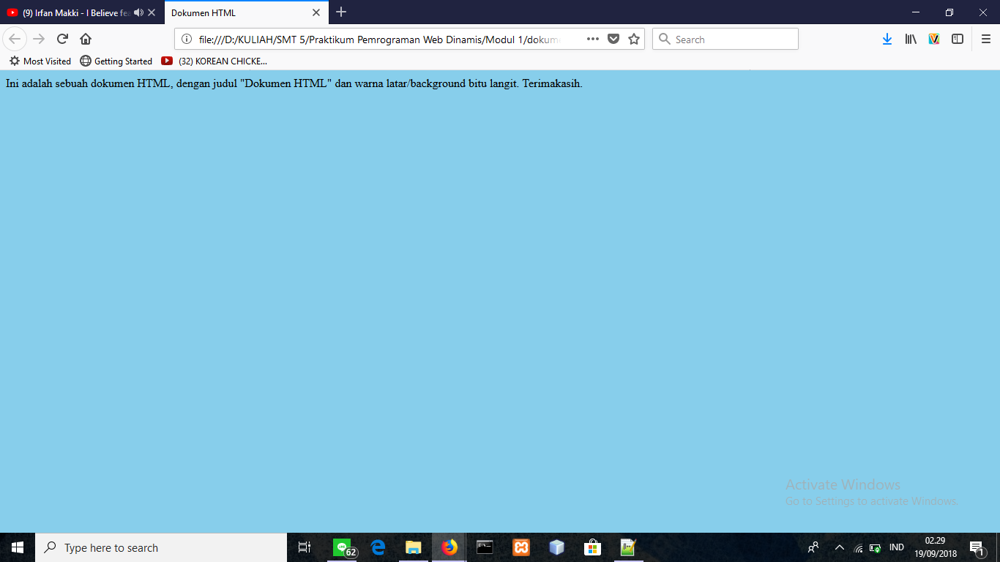 (9) Irfan Makki - I Believe fea
Dokumen HTML
file:///D:/KULIAH/SMT 5/Praktikum Pemrograman Web Dinamis/Modul 1/dokume
Search
Most Visited
Getting Started
(32) KOREAN CHICKE...
Ini adalah sebuah dokumen HTML, dengan judul "Dokumen HTML" dan warna latar/background bitu langit. Terimakasih.
Activate Windows
Go to Settings to activate Windows.
Type here to search
62
IND
02.29
19/09/2018
1